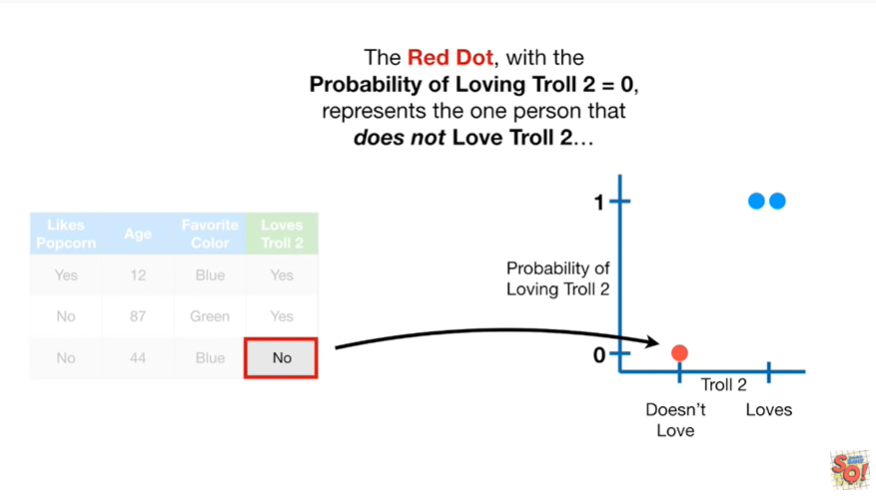 The Red Dot, with the
Probability of Loving Troll 2 = 0,
represents the one person that
does not Love Troll 2…
Likes Popcorn Age Favorite Color Loves Troll 2
Yes 12 Blue Yes
No 87 Green Yes
No 44 Blue No
1
Probability of
Loving Troll 2
0
Troll 2
Doesn't
Love
Loves
SQ!